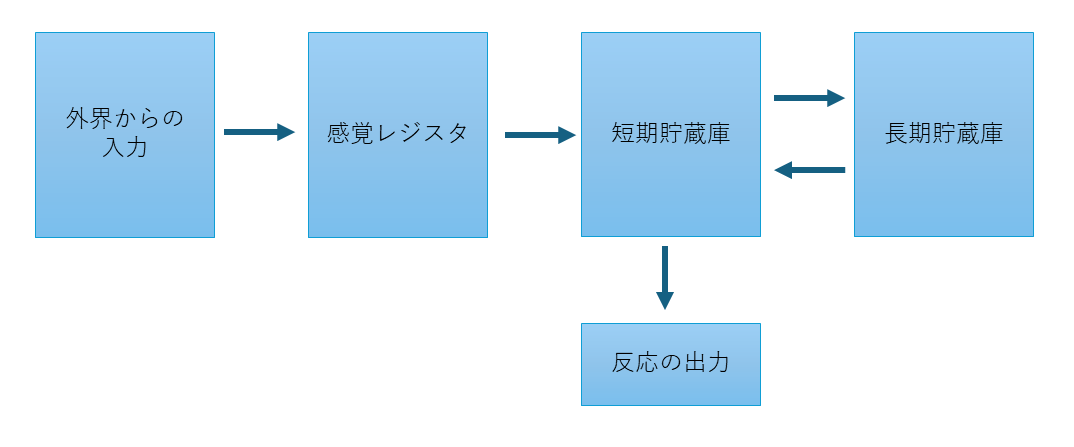 外界からの
入力
感覚レジスタ
短期貯蔵庫
長期貯蔵庫
反応の出力